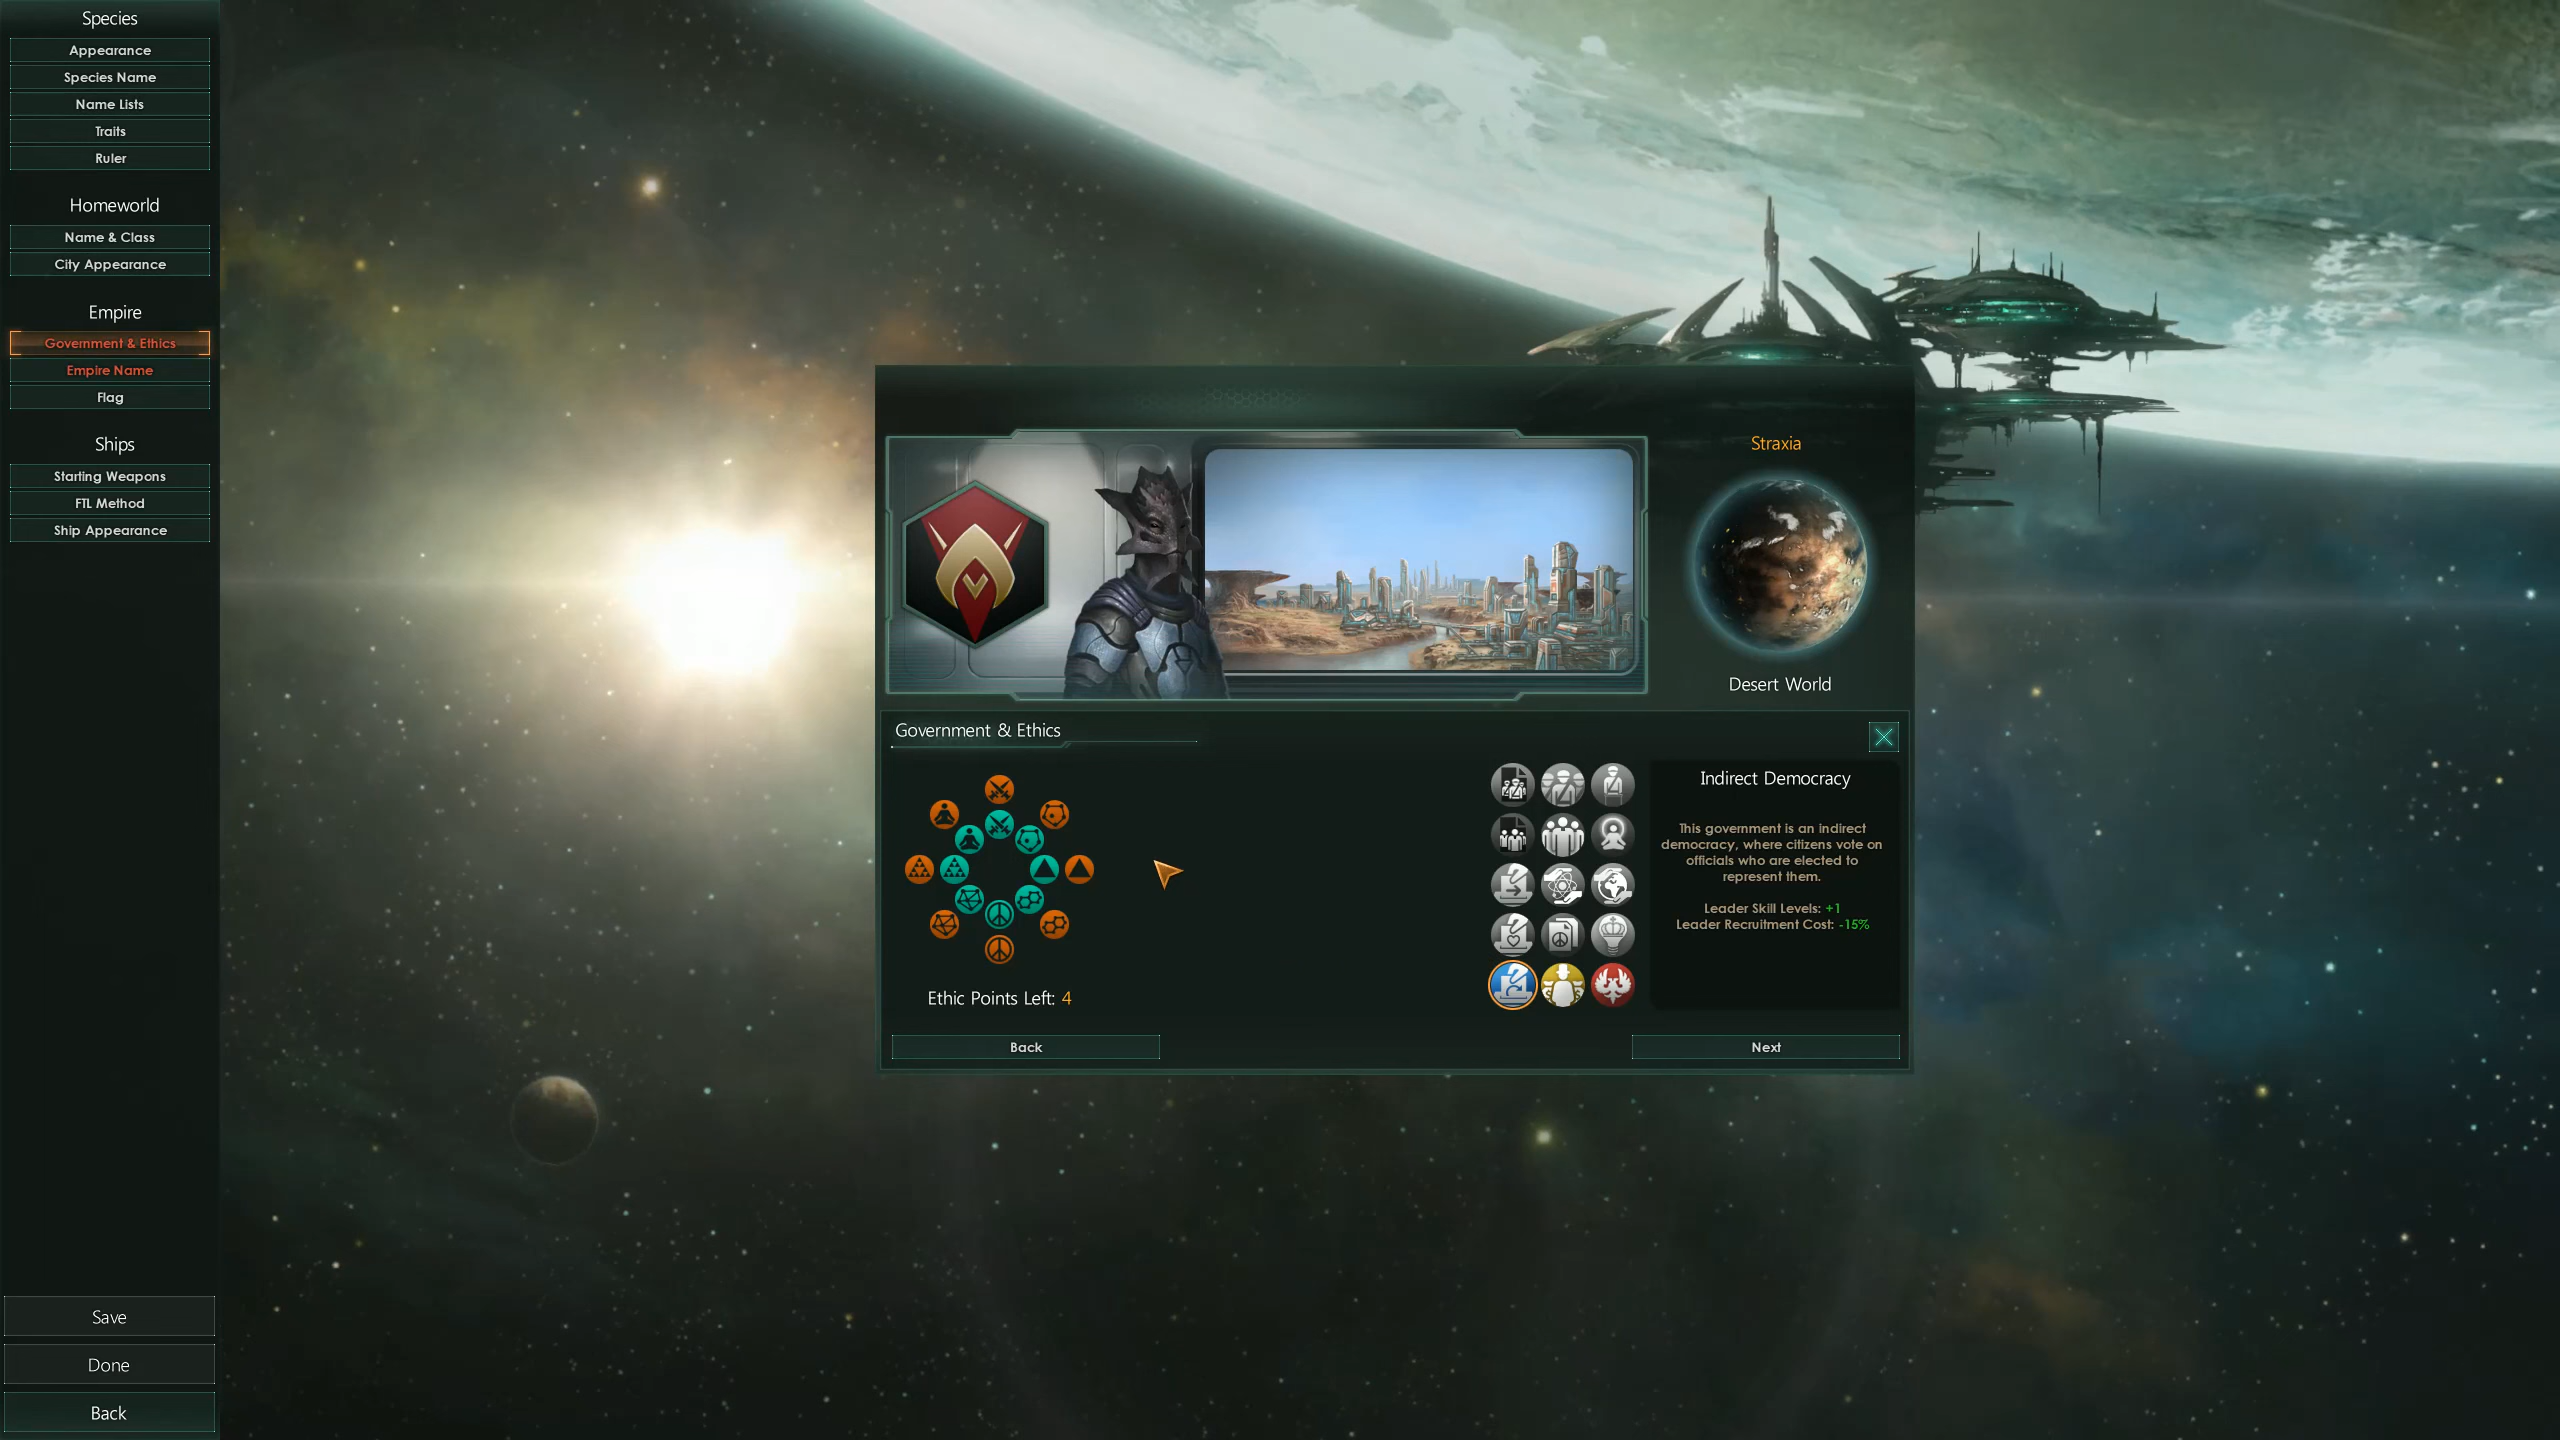 Species
Appearance
Species Name
Name Lists
Traits
Ruler
Homeworld
Name & Class
City Appearance
Empire
Government & Ethics
Empire Name
Flag
Ships
Starting Weapons
FTL Method
Ship Appearance
Save
Done
Back
Straxia
Desert World
Government & Ethics
Ethic Points Left: 4
Indirect Democracy
This government is an indirect
democracy, where citizens vote on
officials who are elected to
represent them.
Leader Skill Levels: +1
Leader Recruitment Cost: -15%
Back
Next